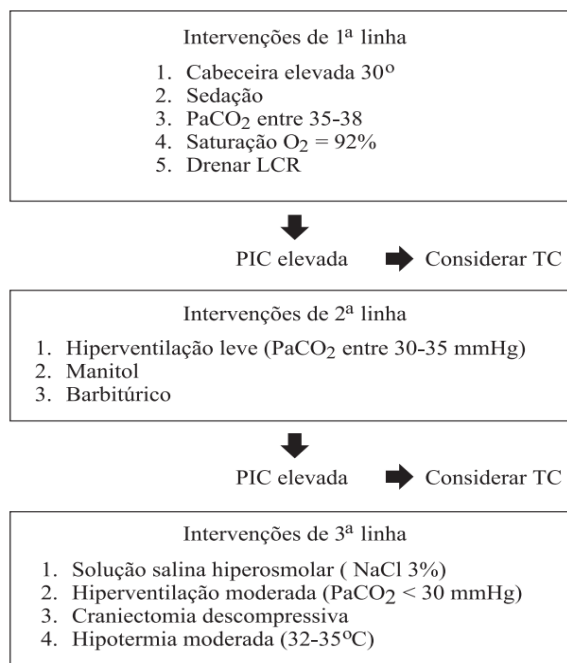 Intervenções de 1ª linha
1. Cabeceira elevada 30º
2. Sedação
3. PaCO₂ entre 35-38
4. Saturação O₂ = 92%
5. Drenar LCR
PIC elevada Considerar TC
Intervenções de 2ª linha
1. Hiperventilação leve (PaCO₂ entre 30-35 mmHg)
2. Manitol
3. Barbitúrico
PIC elevada Considerar TC
Intervenções de 3ª linha
1. Solução salina hiperosmolar ( NaCl 3%)
2. Hiperventilação moderada (PaCO₂ < 30 mmHg)
3. Craniectomia descompressiva
4. Hipotermia moderada (32-35ºC)